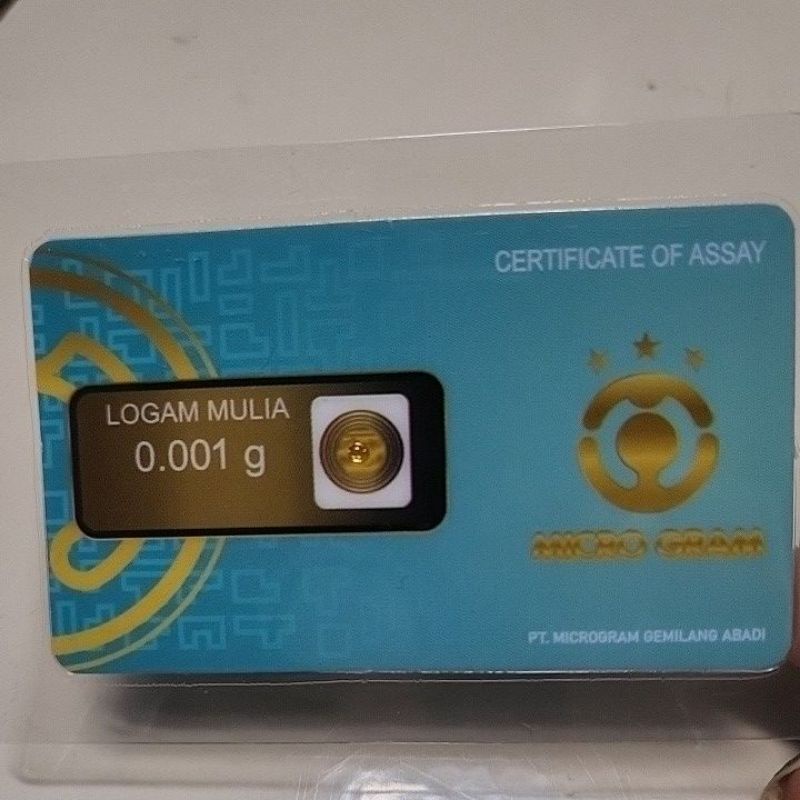 CERTIFICATE OF ASSAY
LOGAM MULIA
0.001 g
MICRO GRAM
PT. MICROGRAM GEMILANG ABADI